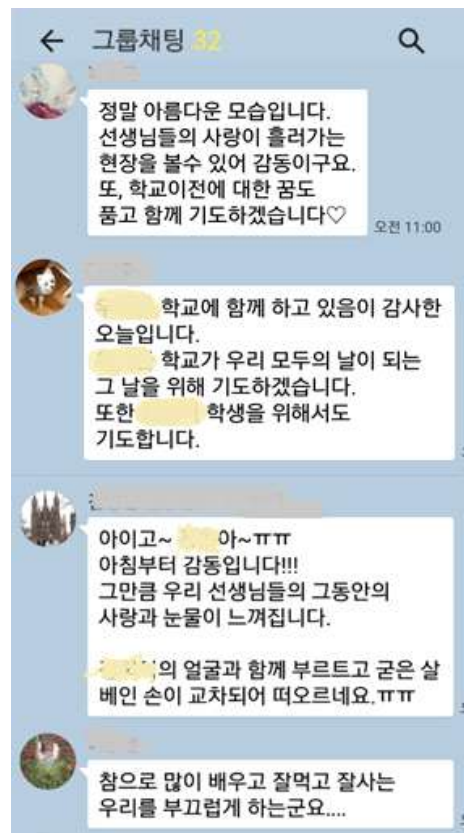 그룹채팅 32
정말 아름다운 모습입니다.
선생님들의 사랑이 흘러가는
현장을 볼수 있어 감동이구요.
또, 학교이전에 대한 꿈도
품고 함께 기도하겠습니다♡
오전 11:00
학교에 함께 하고 있음이 감사한
오늘입니다.
학교가 우리 모두의 날이 되는
그 날을 위해 기도하겠습니다.
또한 학생을 위해서도
기도합니다.
아이고~ 아~ㅠㅠ
아침부터 감동입니다!!!
그만큼 우리 선생님들의 그동안의
사랑과 눈물이 느껴집니다.
의 얼굴과 함께 부르트고 굳은 살
베인 손이 교차되어 떠오르네요.ㅠㅠ
참으로 많이 배우고 잘먹고 잘사는
우리를 부끄럽게 하는군요....